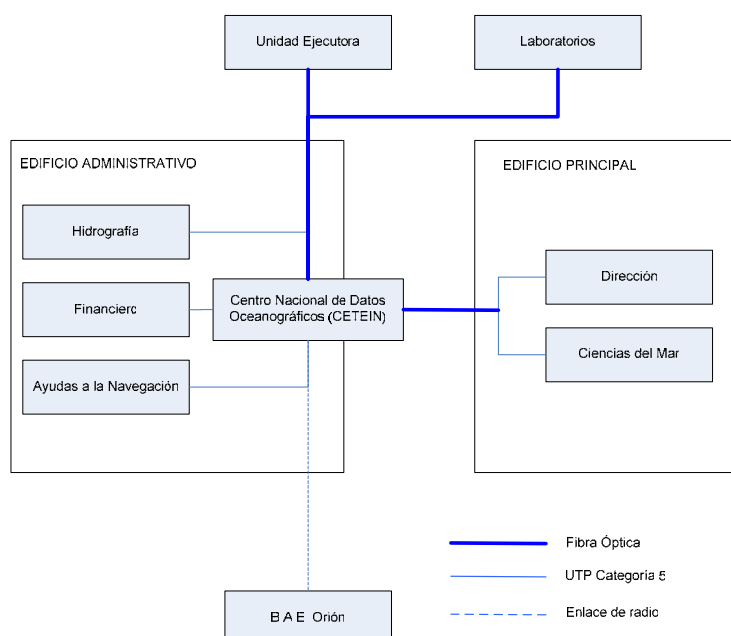 Unidad Ejecutora
Laboratorios
EDIFICIO ADMINISTRATIVO
EDIFICIO PRINCIPAL
Hidrografía
Dirección
Centro Nacional de Datos
Oceanográficos (CETEIN)
Financiero
Ciencias del Mar
Ayudas a la Navegación
Fibra Óptica
UTP Categoría 5
B A E Orión
Enlace de radio